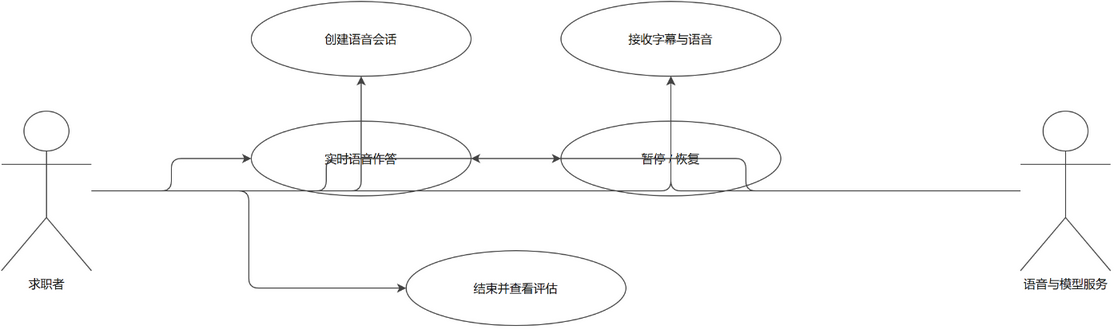 创建语音会话
接收字幕与语音
实时语音作答
暂停 / 恢复
求职者
结束并查看评估
语音与模型服务